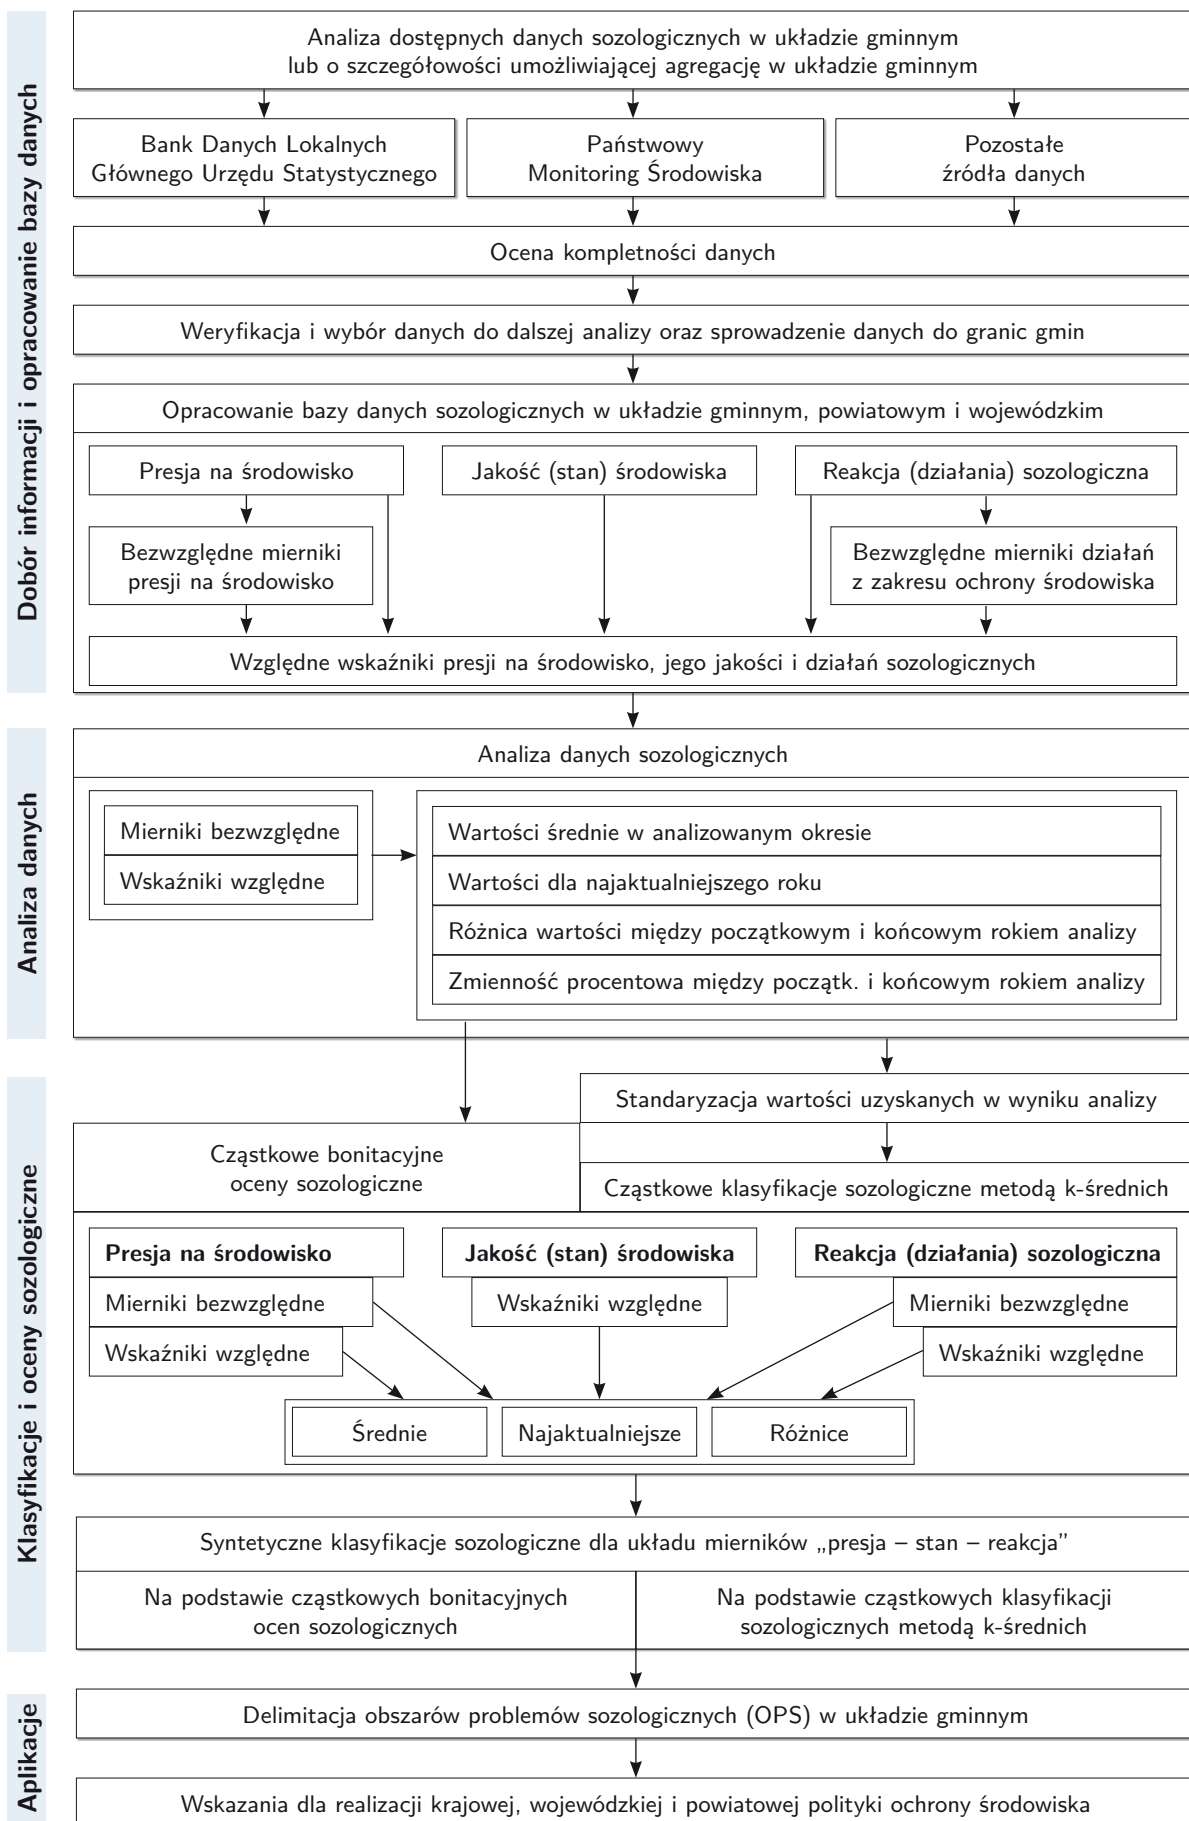 Dobór informacji i opracowanie bazy danych
Analiza dostępnych danych sozologicznych w układzie gminnym
lub o szczegółowości umożliwiającej agregację w układzie gminnym
Bank Danych Lokalnych
Głównego Urzędu Statystycznego
Państwowy
Monitoring Środowiska
Pozostałe
źródła danych
Ocena kompletności danych
Weryfikacja i wybór danych do dalszej analizy oraz sprowadzenie danych do granic gmin
Opracowanie bazy danych sozologicznych w układzie gminnym, powiatowym i wojewódzkim
Presja na środowisko
Jakość (stan) środowiska
Reakcja (działania) sozologiczna
Bezwzględne mierniki
presji na środowisko
Bezwzględne mierniki działań
z zakresu ochrony środowiska
Względne wskaźniki presji na środowisko, jego jakości i działań sozologicznych
Analiza danych
Analiza danych sozologicznych
Mierniki bezwzględne
Wskaźniki względne
Wartości średnie w analizowanym okresie
Wartości dla najaktualniejszego roku
Różnica wartości między początkowym i końcowym rokiem analizy
Zmienność procentowa między początk. i końcowym rokiem analizy
Klasyfikacje i oceny sozologiczne
Standaryzacja wartości uzyskanych w wyniku analizy
Cząstkowe bonitacyjne
oceny sozologiczne
Cząstkowe klasyfikacje sozologiczne metodą k-średnich
Presja na środowisko
Mierniki bezwzględne
Wskaźniki względne
Jakość (stan) środowiska
Wskaźniki względne
Reakcja (działania) sozologiczna
Mierniki bezwzględne
Wskaźniki względne
Średnie
Najaktualniejsze
Różnice
Syntetyczne klasyfikacje sozologiczne dla układu mierników „presja – stan – reakcja”
Na podstawie cząstkowych bonitacyjnych
ocen sozologicznych
Na podstawie cząstkowych klasyfikacji
sozologicznych metodą k-średnich
Aplikacje
Delimitacja obszarów problemów sozologicznych (OPS) w układzie gminnym
Wskazania dla realizacji krajowej, wojewódzkiej i powiatowej polityki ochrony środowiska